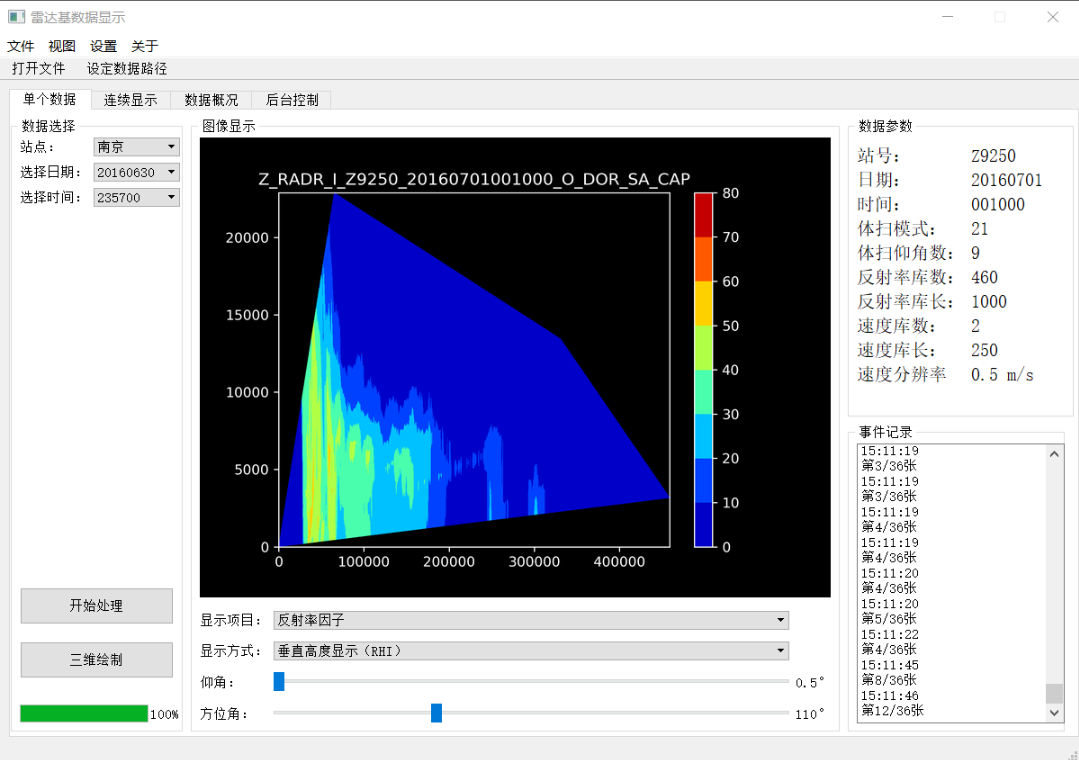 雷达基数据显示
文件 视图 设置 关于
打开文件 设定数据路径
单个数据 连续显示 数据概况 后台控制
数据选择
站点： 南京
选择日期： 20160630
选择时间： 235700
开始处理
三维绘制
100%
图像显示
Z_RADR_I_Z9250_20160701001000_O_DOR_SA_CAP
20000
15000
10000
5000
0
0 100000 200000 300000 400000
80
70
60
50
40
30
20
10
0
显示项目： 反射率因子
显示方式： 垂直高度显示（RHI）
仰角： 0.5°
方位角： 110°
数据参数
站号： Z9250
日期： 20160701
时间： 001000
体扫模式： 21
体扫仰角数： 9
反射率库数： 460
反射率库长： 1000
速度库数： 2
速度库长： 250
速度分辨率 0.5 m/s
事件记录
15:11:19
第3/36张
15:11:19
第3/36张
15:11:19
第4/36张
15:11:19
第4/36张
15:11:20
第4/36张
15:11:20
第5/36张
15:11:22
第4/36张
15:11:45
第8/36张
15:11:46
第12/36张